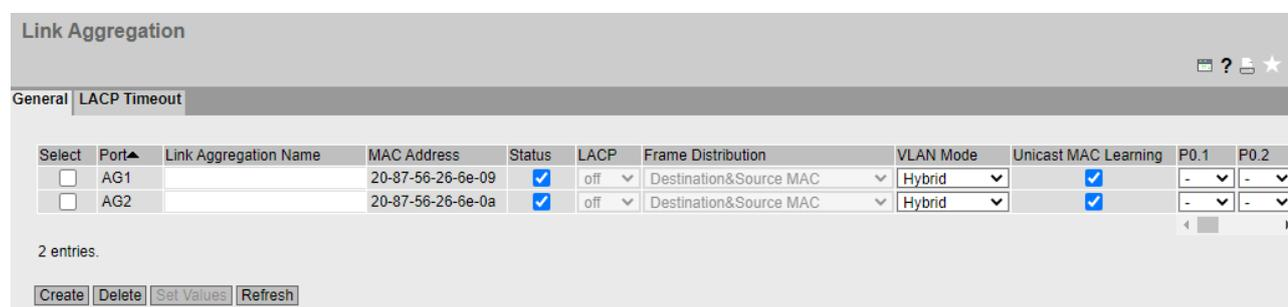 Link Aggregation
?
General LACP Timeout
Select Port Link Aggregation Name MAC Address Status LACP Frame Distribution VLAN Mode Unicast MAC Learning P0.1 P0.2
AG1 20-87-56-26-6e-09 off Destination&Source MAC Hybrid - -
AG2 20-87-56-26-6e-0a off Destination&Source MAC Hybrid - -
2 entries.
Create Delete Set Values Refresh